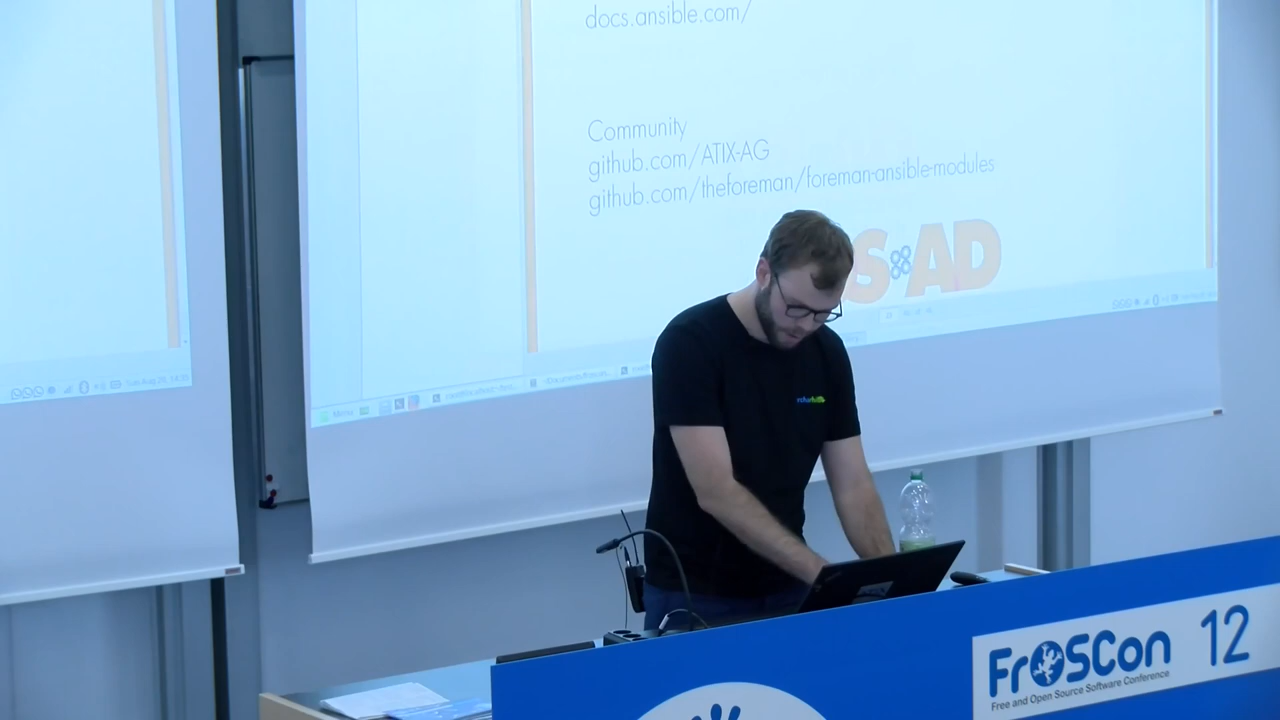 docs.ansible.com/
Community
github.com/ATIX-AG
github.com/theforeman/foreman-ansible-modules
S AD
Menu
FrOSCon 12
Free and Open Source Software Conference